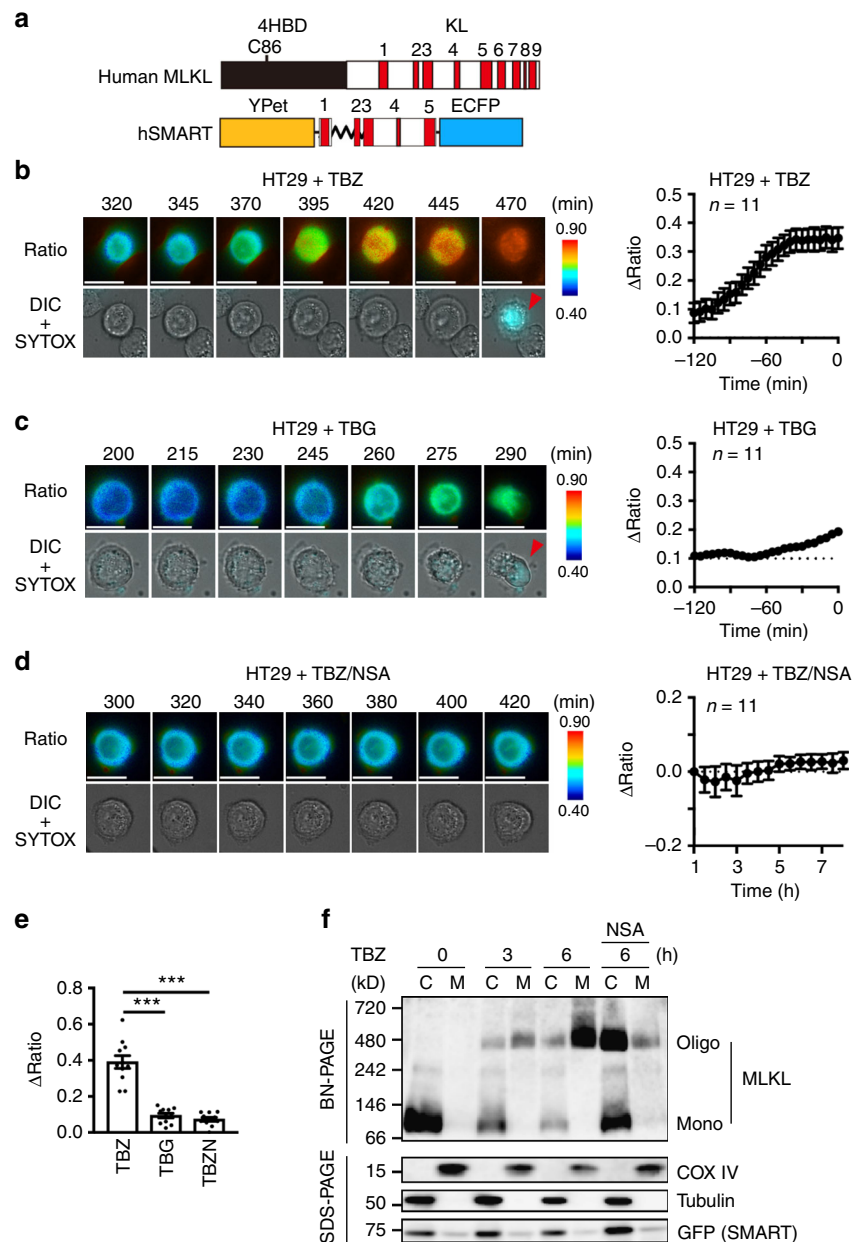 a
4HBD KL
C86 1 23 4 5 6 7 8 9
Human MLKL
YPet 1 23 4 5 ECFP
hSMART
b
HT29 + TBZ
320 345 370 395 420 445 470 (min)
Ratio
0.90
0.40
DIC
+
SYTOX
HT29 + TBZ
n = 11
0.5
0.4
0.3
0.2
0.1
0.0
ΔRatio
−120 −60 0
Time (min)
c
HT29 + TBG
200 215 230 245 260 275 290 (min)
Ratio
0.90
0.40
DIC
+
SYTOX
HT29 + TBG
n = 11
0.5
0.4
0.3
0.2
0.1
0.0
ΔRatio
−120 −60 0
Time (min)
d
HT29 + TBZ/NSA
300 320 340 360 380 400 420 (min)
Ratio
0.90
0.40
DIC
+
SYTOX
HT29 + TBZ/NSA
n = 11
0.2
0.0
−0.2
ΔRatio
1 3 5 7
Time (h)
e
0.8
0.6
0.4
0.2
0.0
ΔRatio
***
***
TBZ
TBG
TBZN
f
NSA
TBZ 0 3 6 6 (h)
(kD) C M C M C M C M
BN-PAGE
720
480
242
146
66
Oligo
MLKL
Mono
SDS-PAGE
15 COX IV
50 Tubulin
75 GFP (SMART)